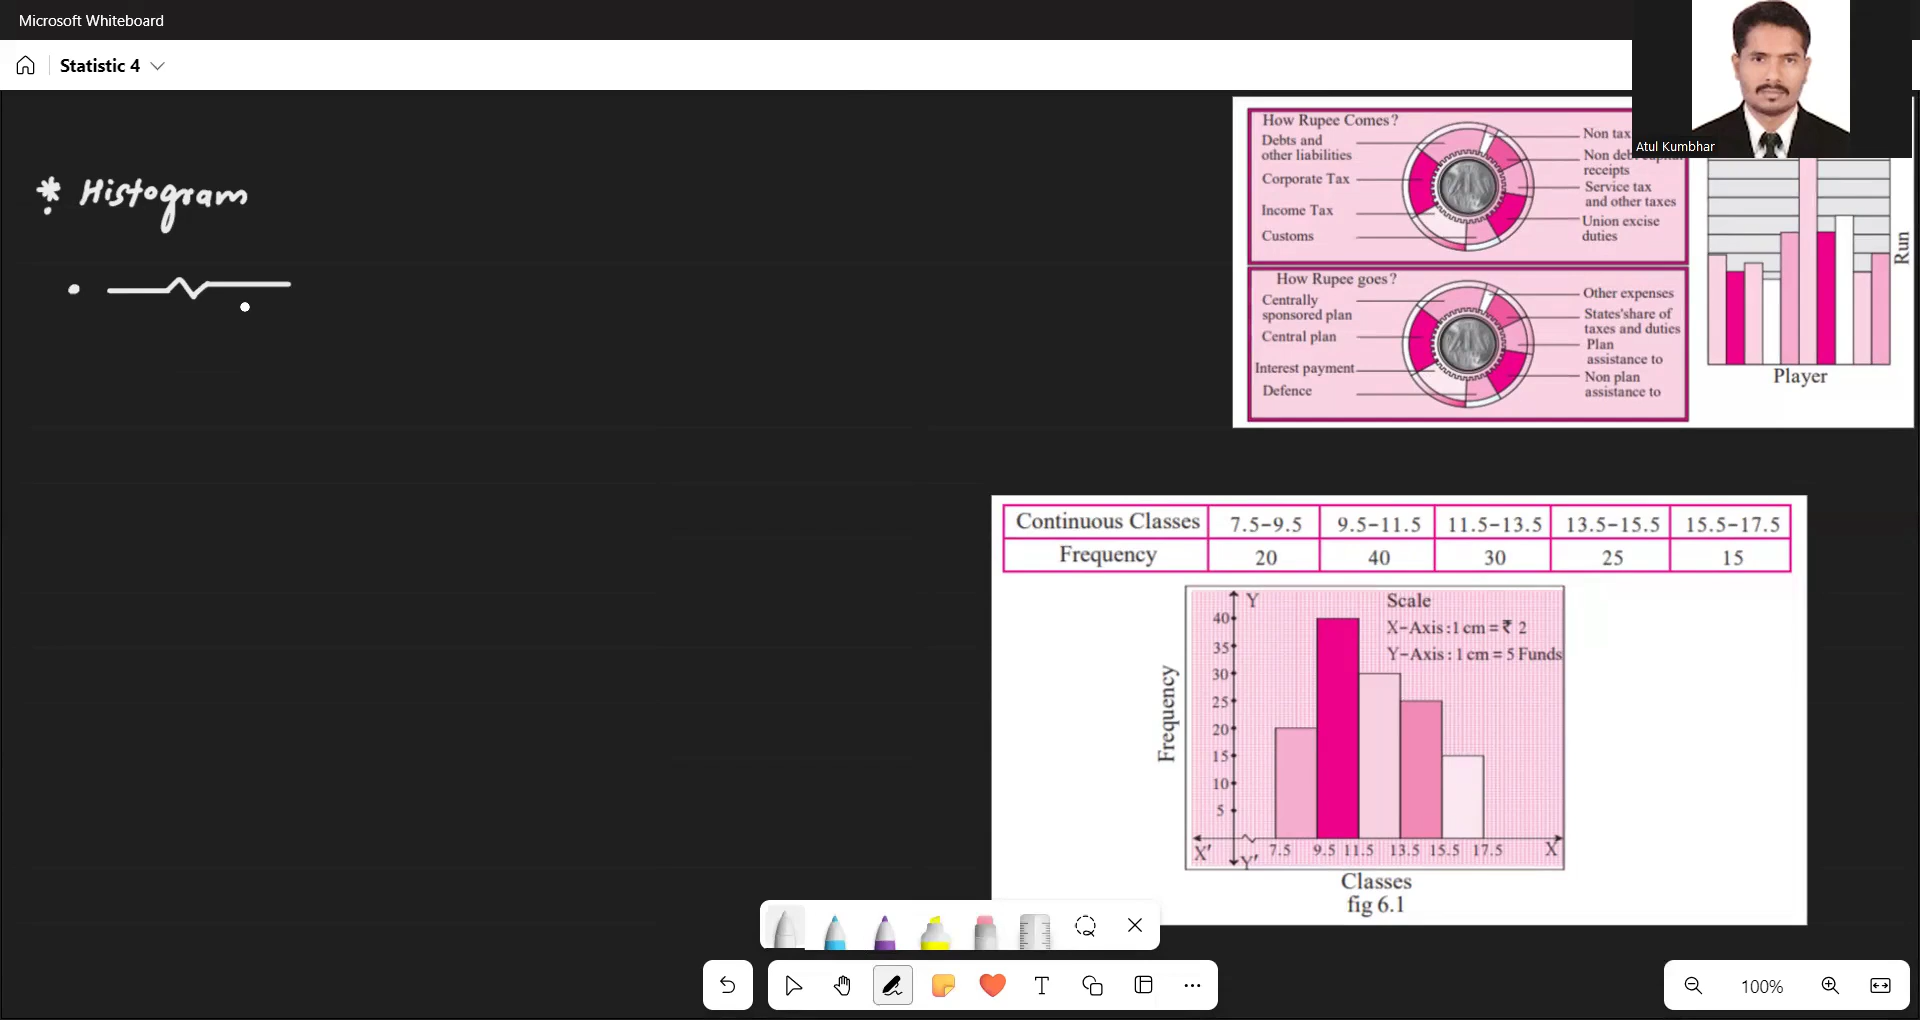 Microsoft Whiteboard
Statistic 4
Atul Kumbhar
* Histogram
How Rupee Comes?
Debts and
other liabilities
Corporate Tax
Income Tax
Customs
Non tax
Non debt capital
receipts
Service tax
and other taxes
Union excise
duties
How Rupee goes?
Centrally
sponsored plan
Central plan
Interest payment
Defence
Other expenses
States'share of
taxes and duties
Plan
assistance to
Non plan
assistance to
Run
Player
Continuous Classes 7.5-9.5 9.5-11.5 11.5-13.5 13.5-15.5 15.5-17.5
Frequency 20 40 30 25 15
Y
Scale
X-Axis:1 cm = ₹ 2
Y-Axis : 1 cm = 5 Funds
Frequency
40
35
30
25
20
15
10
5
X' Y' 7.5 9.5 11.5 13.5 15.5 17.5 X
Classes
fig 6.1
100%